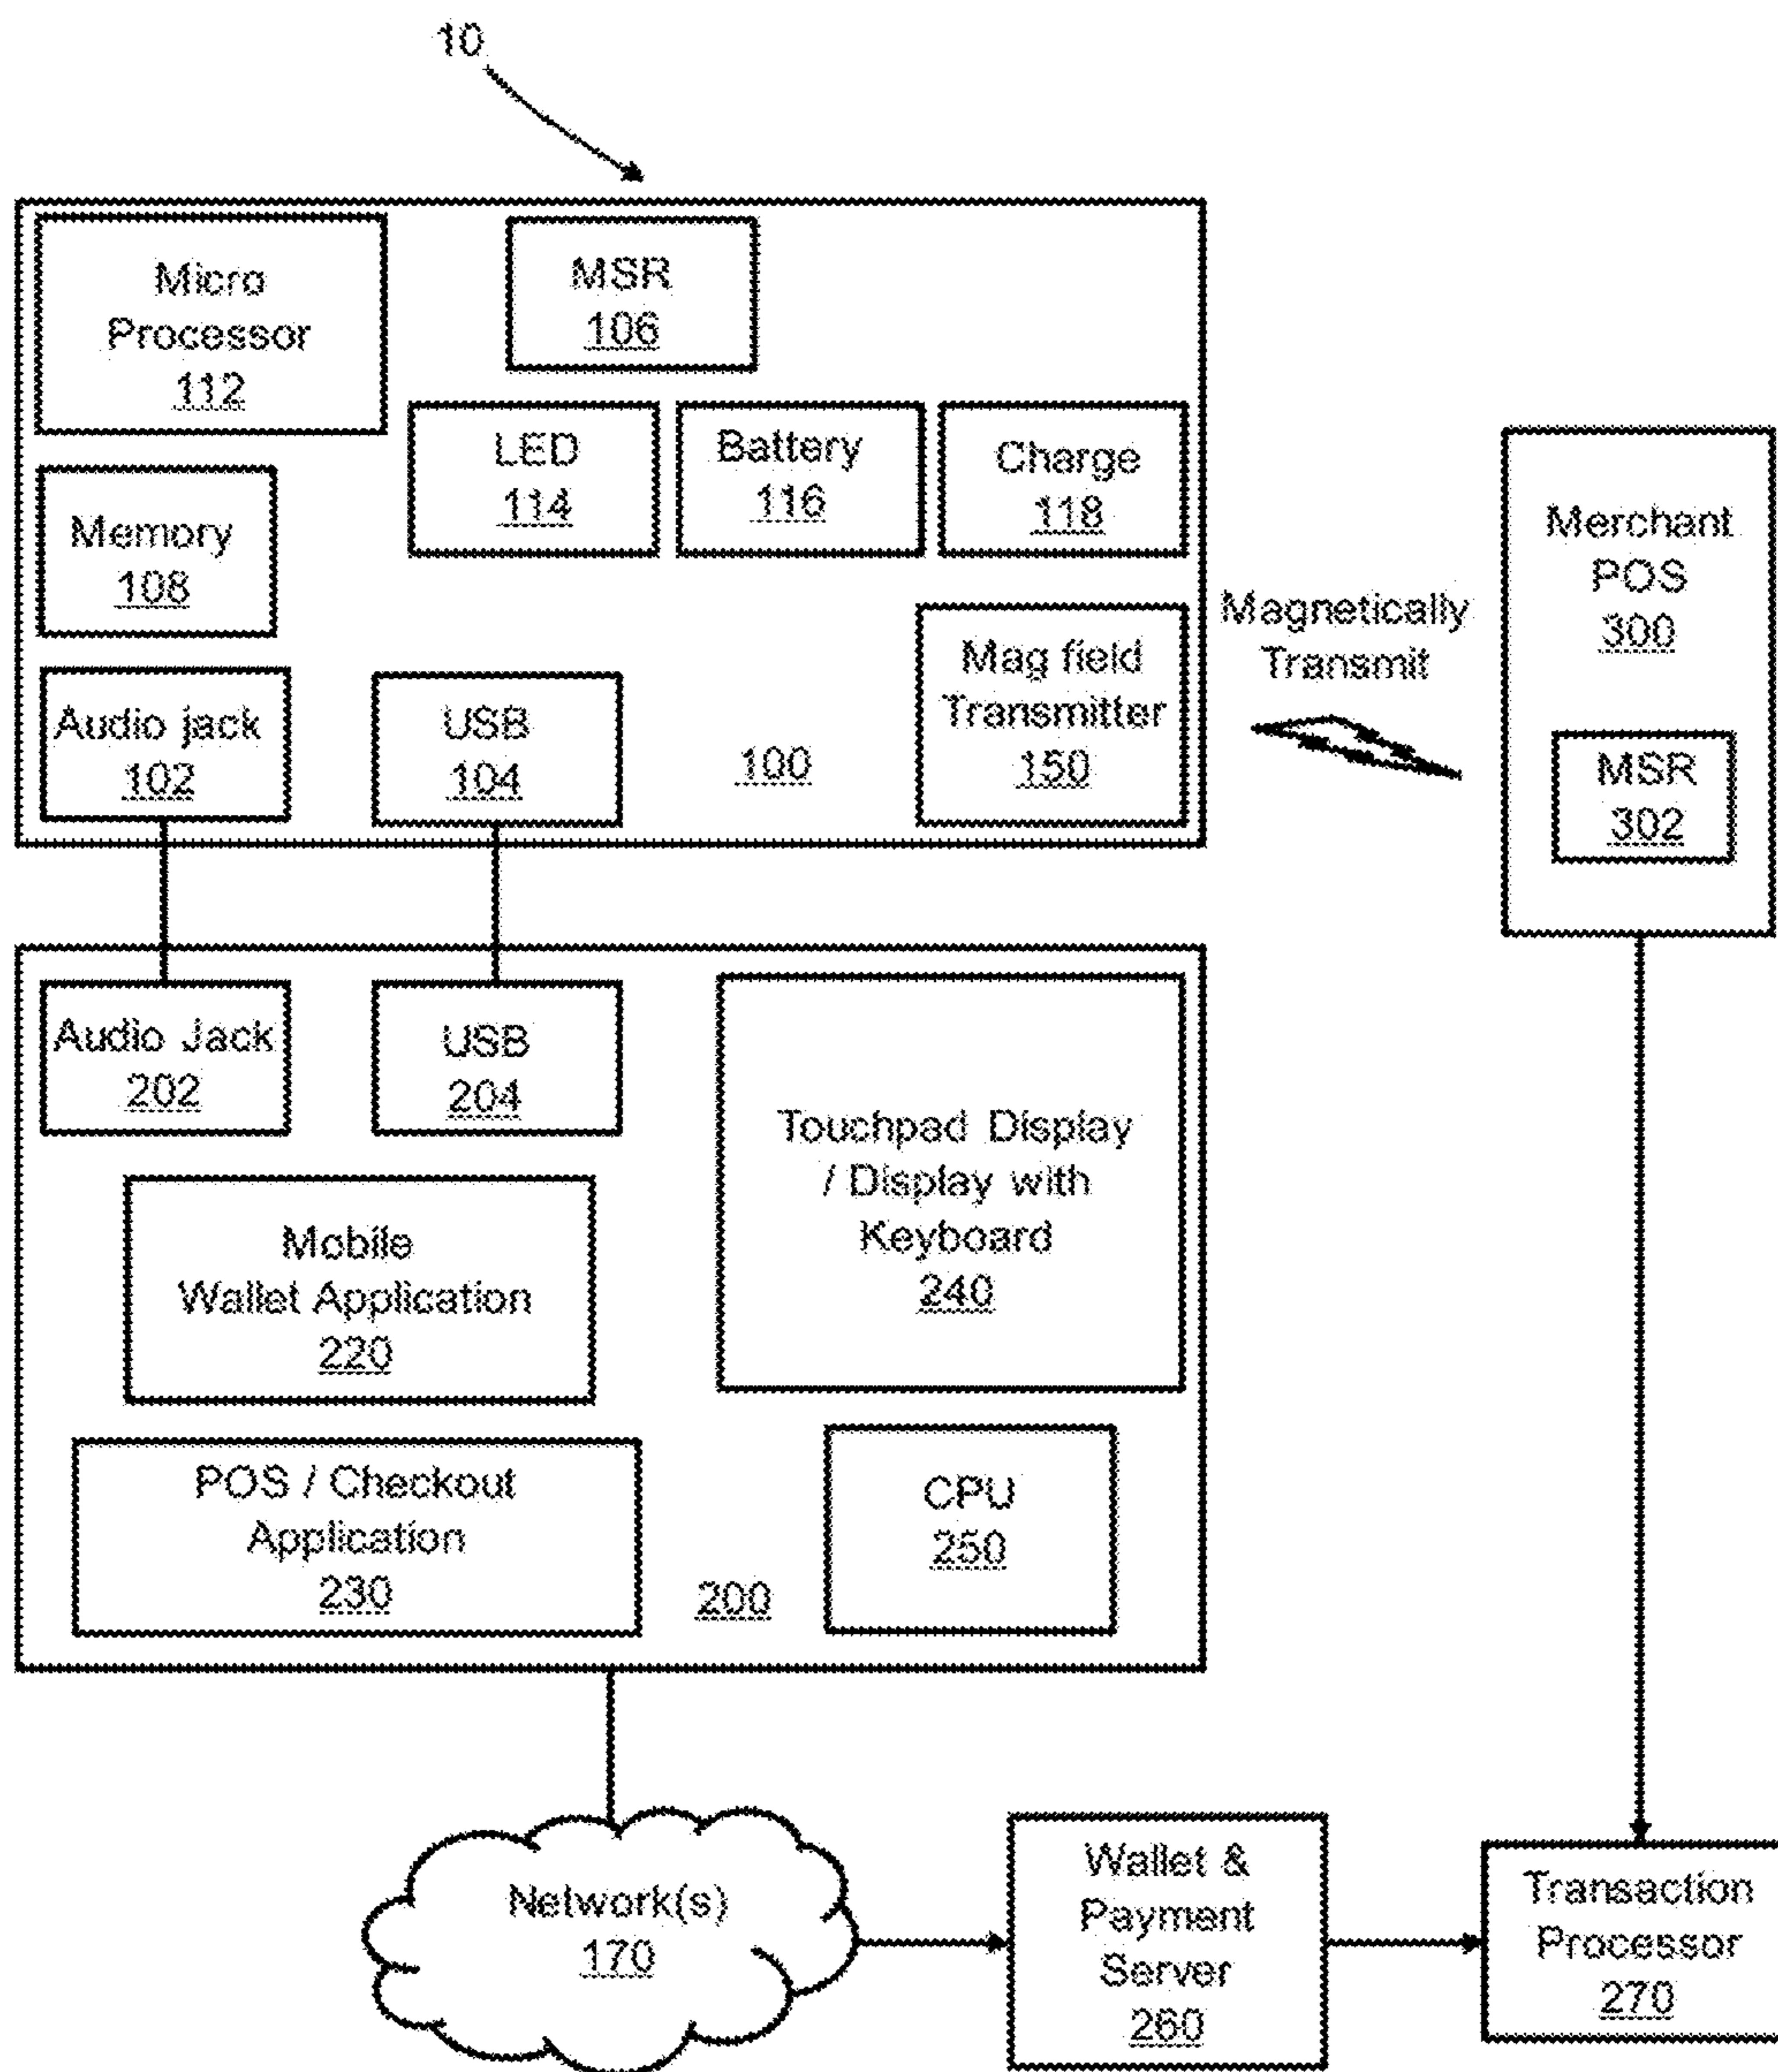 10
Micro
Processor
112
MSR
106
LED
114
Battery
116
Charge
118
Memory
108
Audio jack
102
USB
104
100
Mag field
Transmitter
150
Magnetically
Transmit
Merchant
POS
300
MSR
302
Audio Jack
202
USB
204
Touchpad Display
/ Display with
Keyboard
240
Mobile
Wallet Application
220
POS / Checkout
Application
230
200
CPU
250
Network(s)
170
Wallet &
Payment
Server
260
Transaction
Processor
270